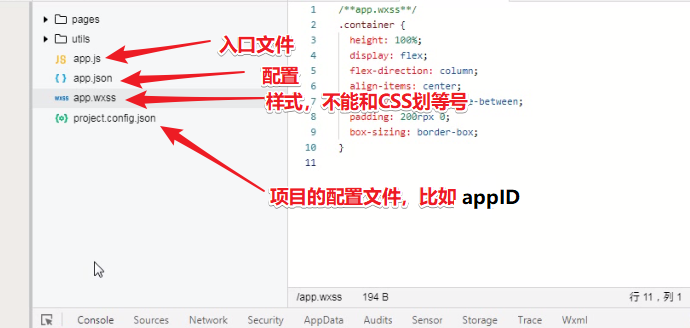 pages
utils
JS app.js
{ } app.json
wxss app.wxss
{o} project.config.json
入口文件
配置
样式，不能和CSS划等号
项目的配置文件，比如 appID
1 /**app.wxss**/
2 .container {
3 height: 100%;
4 display: flex;
5 flex-direction: column;
6 align-items: center;
e-between;
8 padding: 200rpx 0;
9 box-sizing: border-box;
10 }
11
/app.wxss 194 B 行 11，列 1
Console Sources Network Security AppData Audits Sensor Storage Trace Wxml